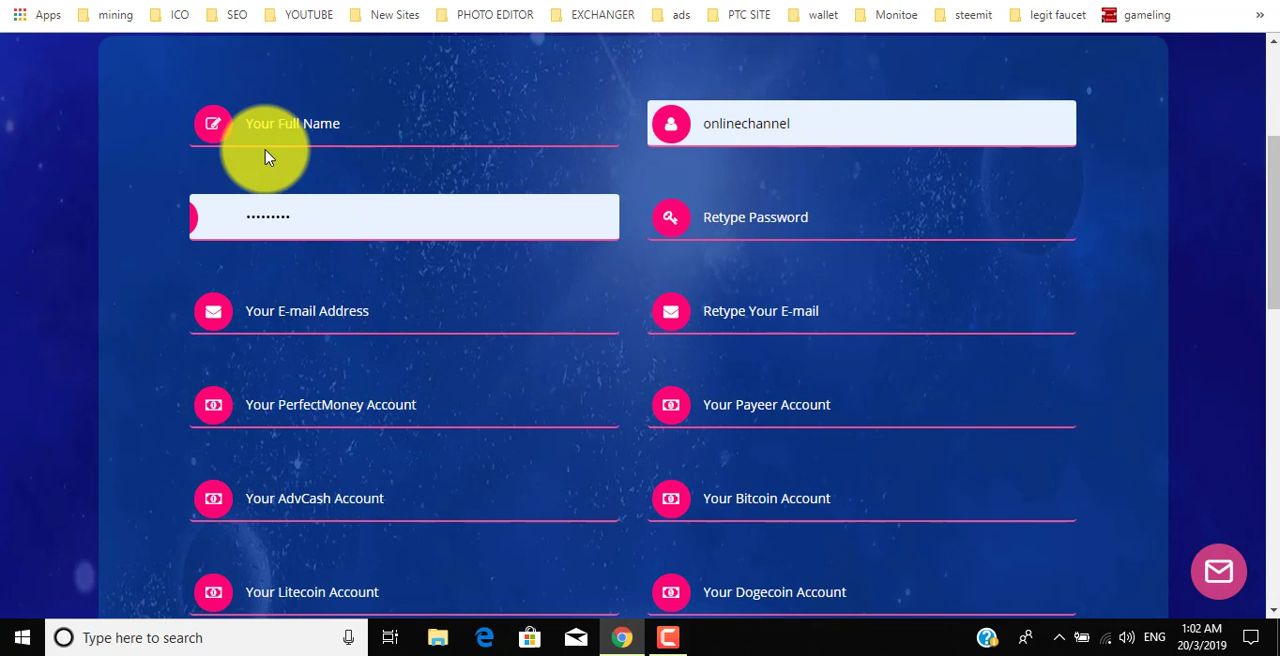 Apps mining ICO SEO YOUTUBE New Sites PHOTO EDITOR EXCHANGER ads PTC SITE wallet Monitoe steemit legit faucet gameling »
Your Full Name onlinechannel
••••••••• Retype Password
Your E-mail Address Retype Your E-mail
Your PerfectMoney Account Your Payeer Account
Your AdvCash Account Your Bitcoin Account
Your Litecoin Account Your Dogecoin Account
Type here to search ENG 1:02 AM
20/3/2019